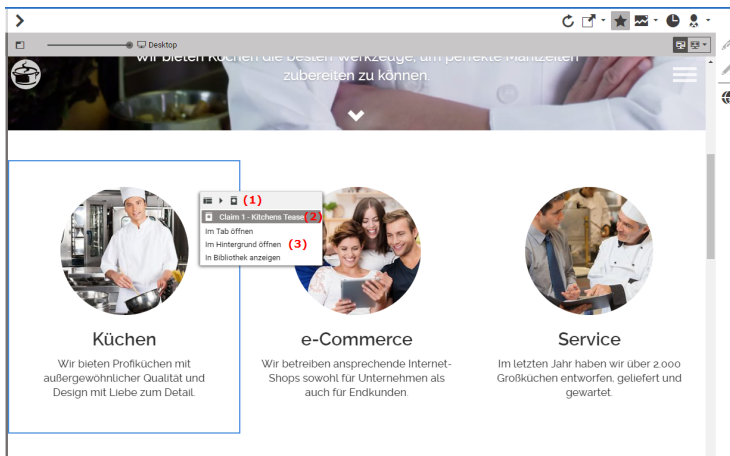 Desktop
Wir bieten Köchen die besten Werkzeuge, um perfekte Mahlzeiten
zubereiten zu können.
(1)
Claim 1 - Kitchens Tease (2)
Im Tab öffnen
Im Hintergrund öffnen (3)
In Bibliothek anzeigen
Küchen
Wir bieten Profiküchen mit
außergewöhnlicher Qualität und
Design mit Liebe zum Detail.
e-Commerce
Wir betreiben ansprechende Internet-
Shops sowohl für Unternehmen als
auch für Endkunden.
Service
Im letzten Jahr haben wir über 2.000
Großküchen entworfen, geliefert und
gewartet.